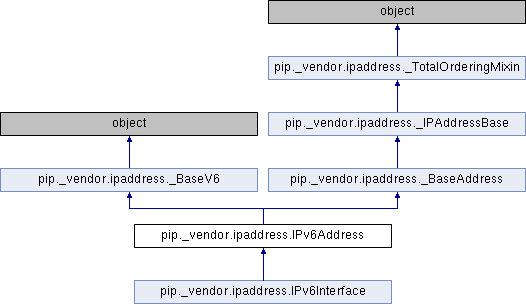 object
pip._vendor.ipaddress._TotalOrderingMixin
object
pip._vendor.ipaddress._IPAddressBase
pip._vendor.ipaddress._BaseV6
pip._vendor.ipaddress._BaseAddress
pip._vendor.ipaddress.IPv6Address
pip._vendor.ipaddress.IPv6Interface